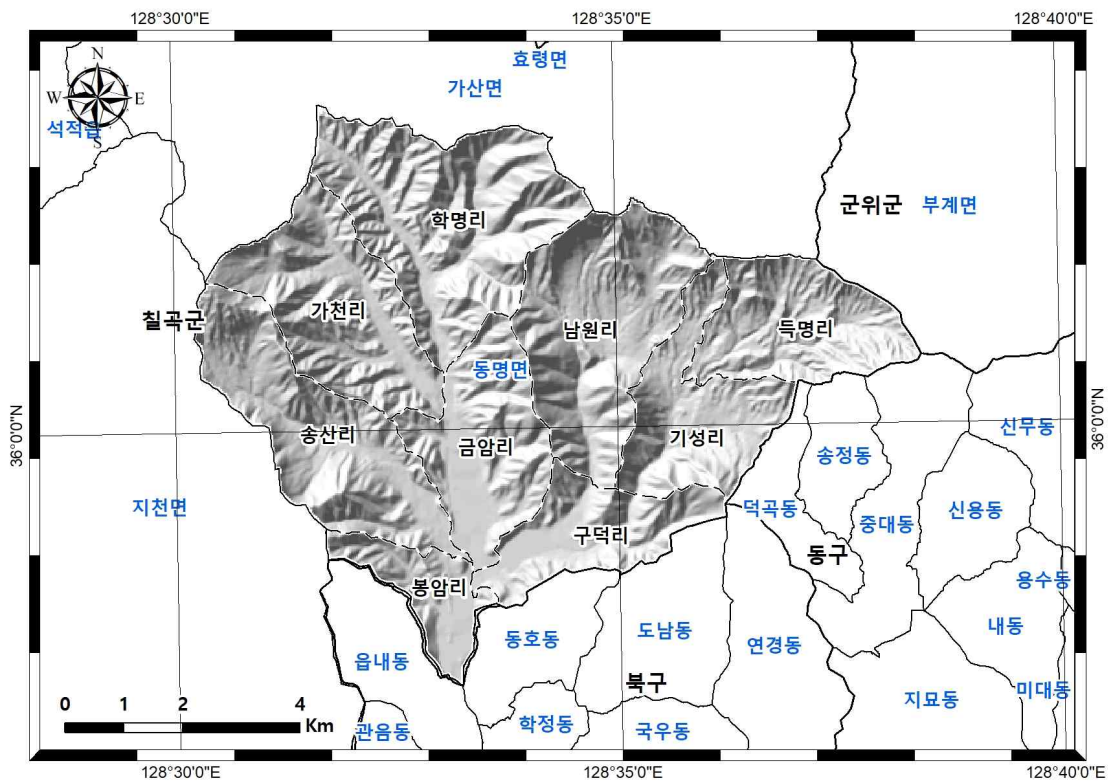 128°30'0"E
128°35'0"E
128°40'0"E
N
W
E
S
효령면
가산면
석적읍
학명리
군위군
부계면
칠곡군
가천리
남원리
득명리
동명면
36°0'0"N
36°0'0"N
송산리
금암리
기성리
송정동
신무동
지천면
덕곡동
중대동
신용동
구덕리
동구
봉암리
용수동
동호동
도남동
연경동
내동
읍내동
북구
지묘동
미대동
0 1 2 4
Km
관음동
학정동
국우동
128°30'0"E
128°35'0"E
128°40'0"E